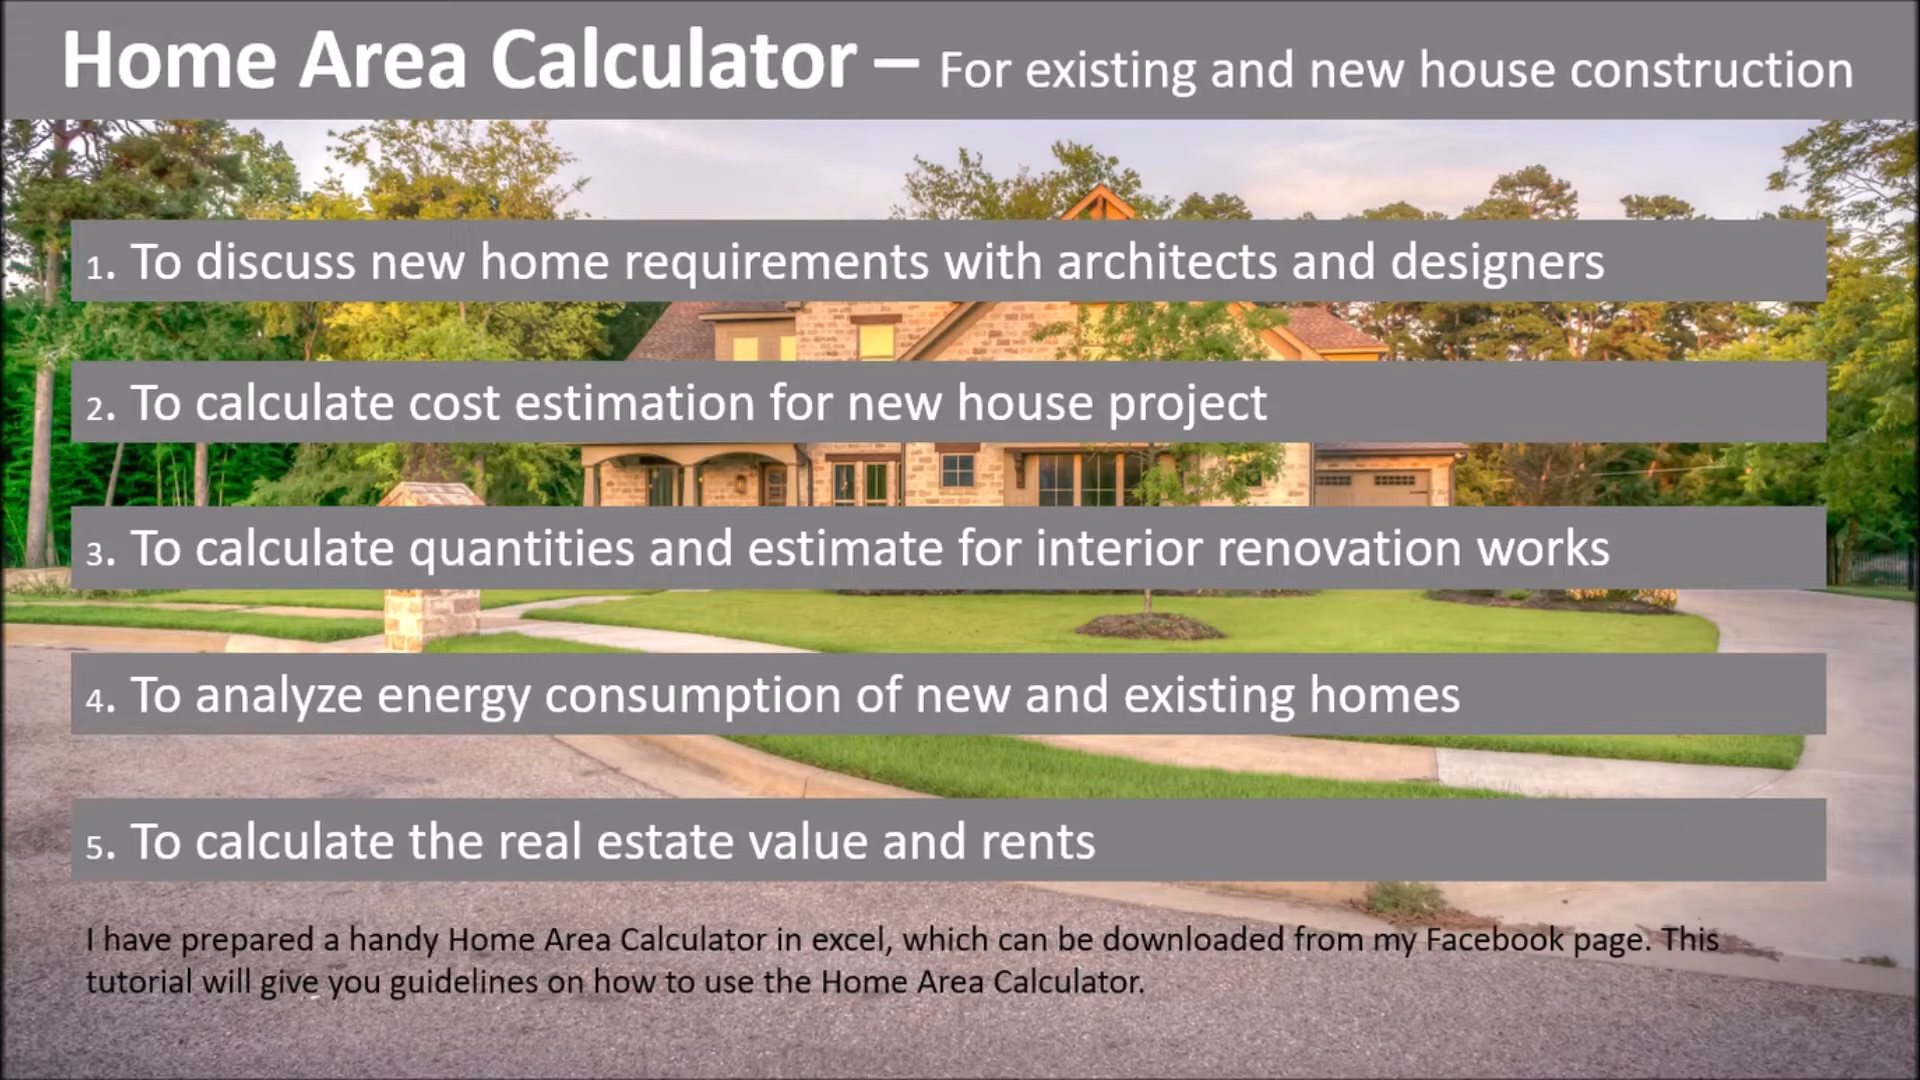 Home Area Calculator – For existing and new house construction
1. To discuss new home requirements with architects and designers
2. To calculate cost estimation for new house project
3. To calculate quantities and estimate for interior renovation works
4. To analyze energy consumption of new and existing homes
5. To calculate the real estate value and rents
I have prepared a handy Home Area Calculator in excel, which can be downloaded from my Facebook page. This
tutorial will give you guidelines on how to use the Home Area Calculator.